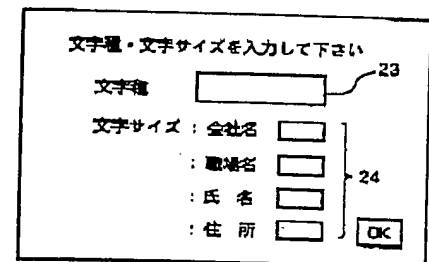 文字種・文字サイズを入力して下さい
文字種
23
文字サイズ：会社名
：職場名
24
：氏 名
：住 所
OK